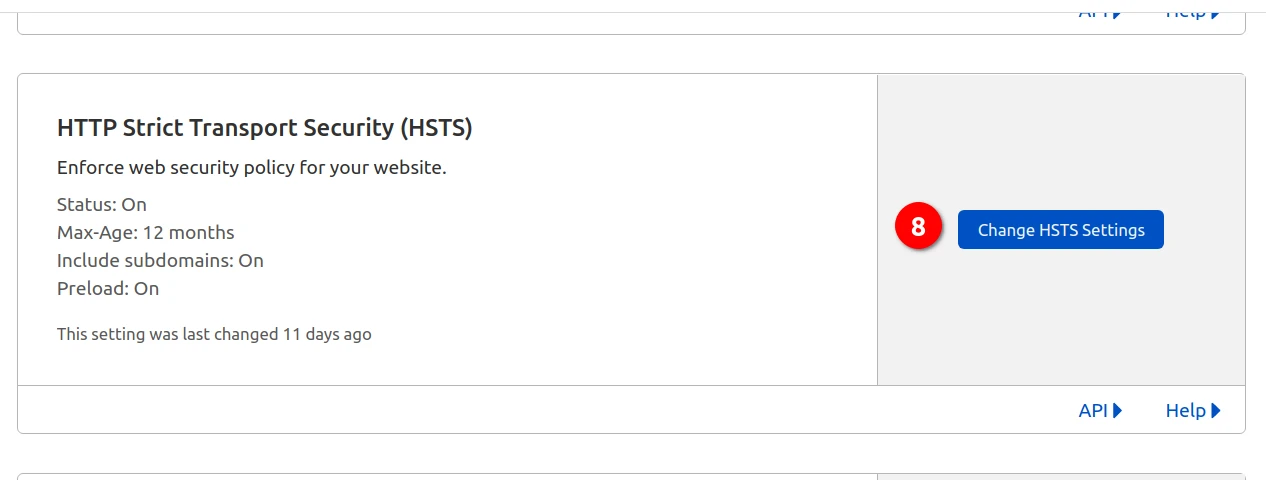 API Help
HTTP Strict Transport Security (HSTS)
Enforce web security policy for your website.
Status: On
Max-Age: 12 months
Include subdomains: On
Preload: On
This setting was last changed 11 days ago
8 Change HSTS Settings
API Help